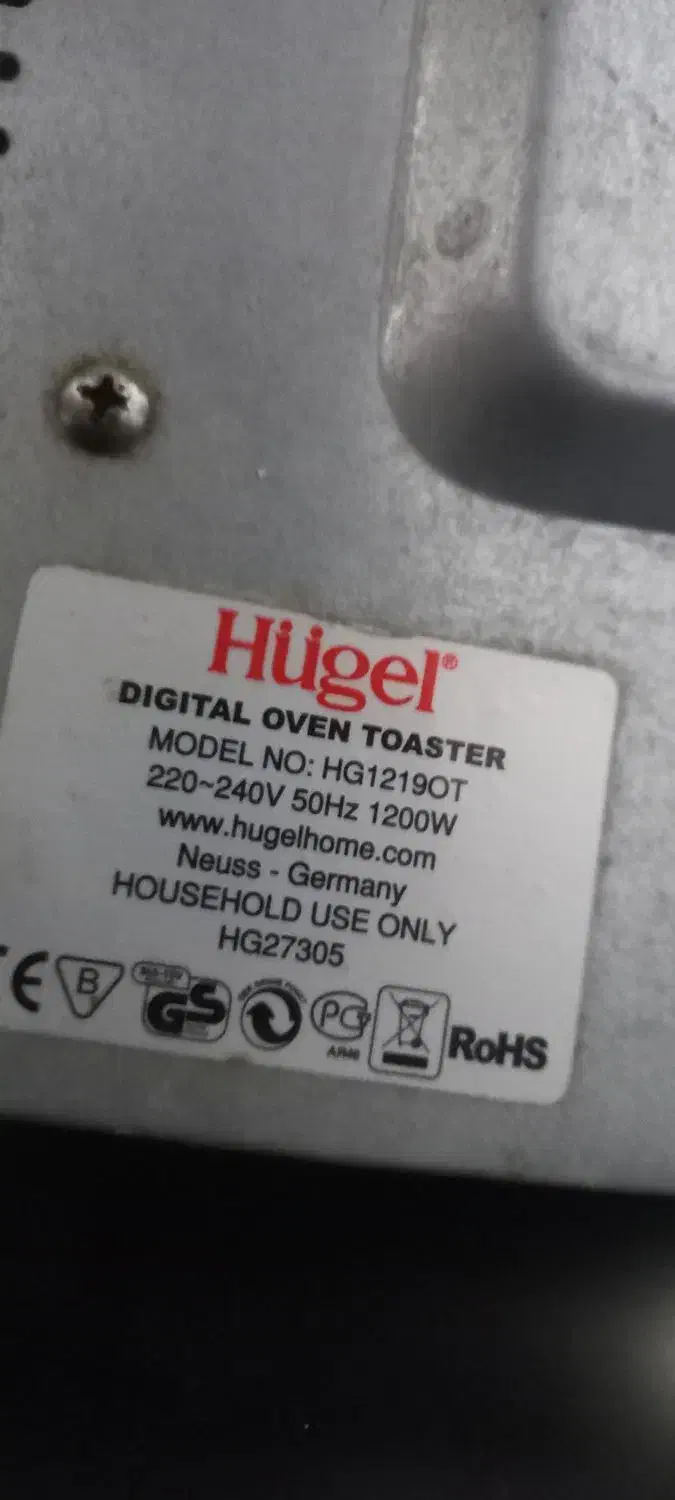 Hügel®
DIGITAL OVEN TOASTER
MODEL NO: HG1219OT
220~240V 50Hz 1200W
www.hugelhome.com
Neuss - Germany
HOUSEHOLD USE ONLY
HG27305
CE B GS PC RoHS